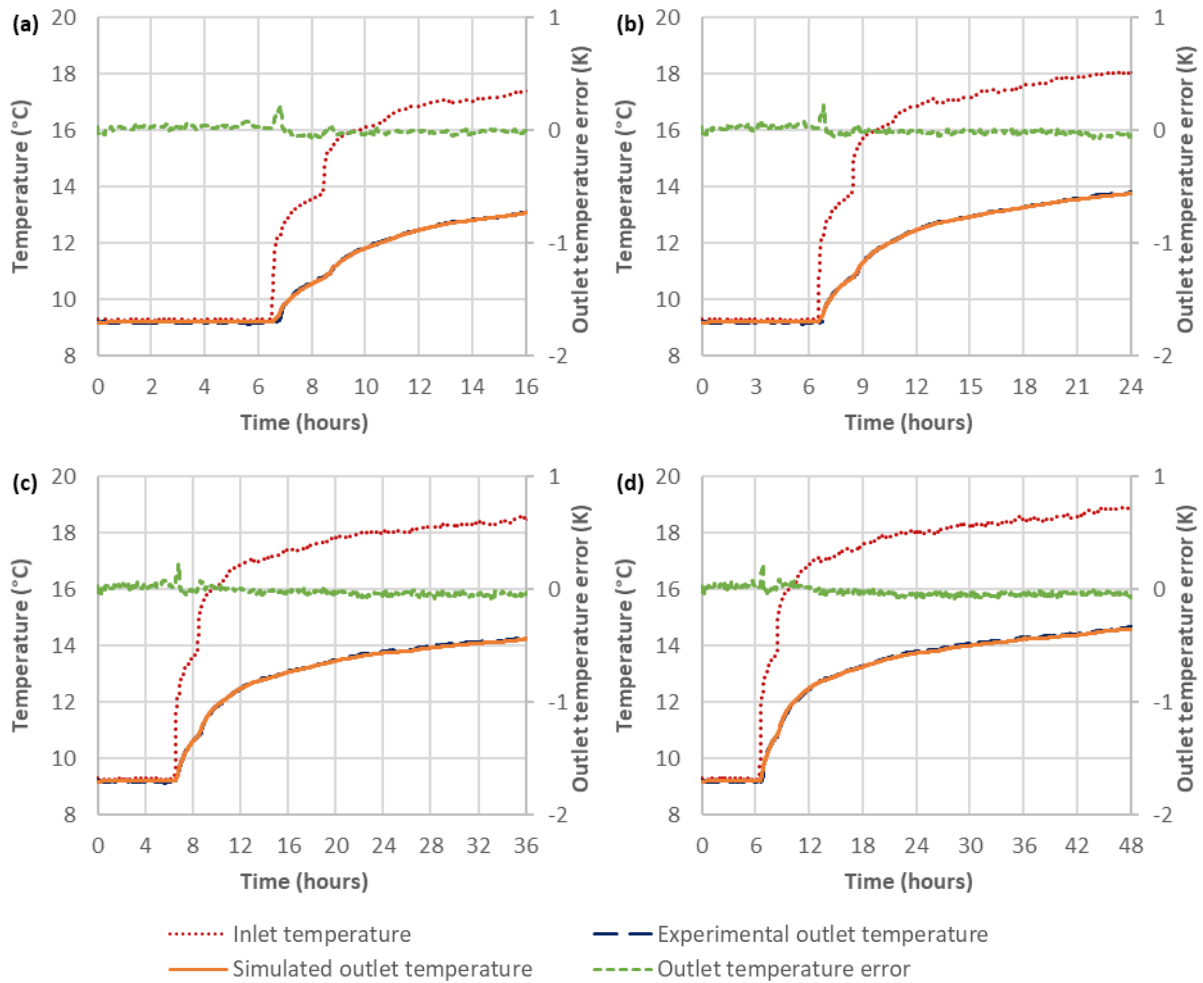 (a)
Temperature (°C)
20
18
16
14
12
10
8
1
0
-1
-2
Outlet temperature error (K)
0 2 4 6 8 10 12 14 16
Time (hours)
(b)
Temperature (°C)
20
18
16
14
12
10
8
1
0
-1
-2
Outlet temperature error (K)
0 3 6 9 12 15 18 21 24
Time (hours)
(c)
Temperature (°C)
20
18
16
14
12
10
8
1
0
-1
-2
Outlet temperature error (K)
0 4 8 12 16 20 24 28 32 36
Time (hours)
(d)
Temperature (°C)
20
18
16
14
12
10
8
1
0
-1
-2
Outlet temperature error (K)
0 6 12 18 24 30 36 42 48
Time (hours)
Inlet temperature
Experimental outlet temperature
Simulated outlet temperature
Outlet temperature error